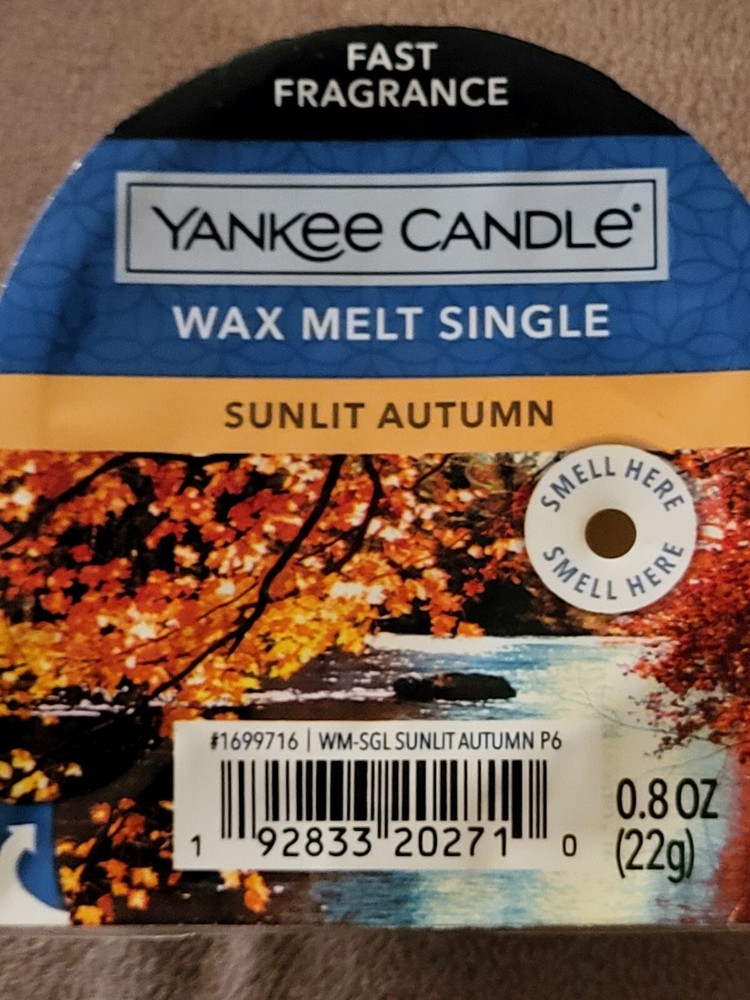 FAST
FRAGRANCE
YANKEE CANDLE®
WAX MELT SINGLE
SUNLIT AUTUMN
SMELL HERE
SMELL HERE
#1699716 | WM-SGL SUNLIT AUTUMN P6
1 92833 20271 0
0.8 OZ
(22g)